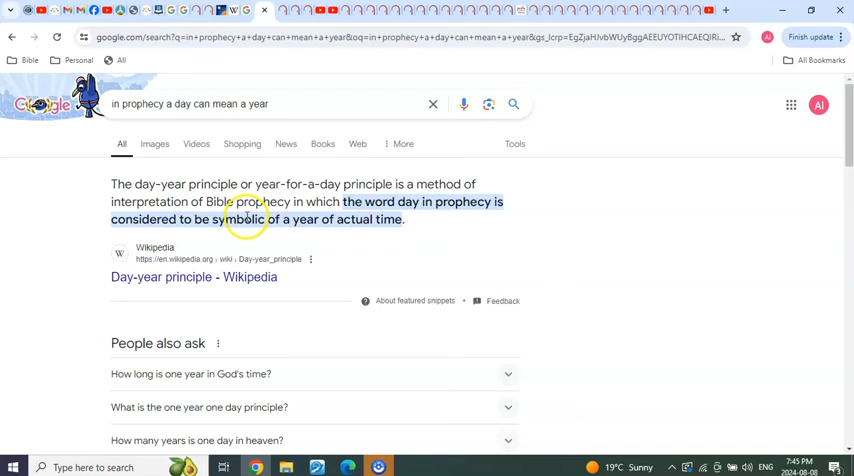 google.com/search?q=in+prophecy+a+day+can+mean+a+year&oq=in+prophecy+a+day+can+mean+a+year&gs_lcrp=EgZjaHJvbWUyBggAEEUYOTIHCAEQIRi...
Finish update
Bible
Personal
All
All Bookmarks
Google
in prophecy a day can mean a year
AI
All
Images
Videos
Shopping
News
Books
Web
More
Tools
The day-year principle or year-for-a-day principle is a method of
interpretation of Bible prophecy in which the word day in prophecy is
considered to be symbolic of a year of actual time.
W
Wikipedia
https://en.wikipedia.org › wiki › Day-year_principle
Day-year principle - Wikipedia
About featured snippets
•
Feedback
People also ask
How long is one year in God's time?
What is the one year one day principle?
How many years is one day in heaven?
Type here to search
19°C Sunny
ENG
7:45 PM
2024-08-08